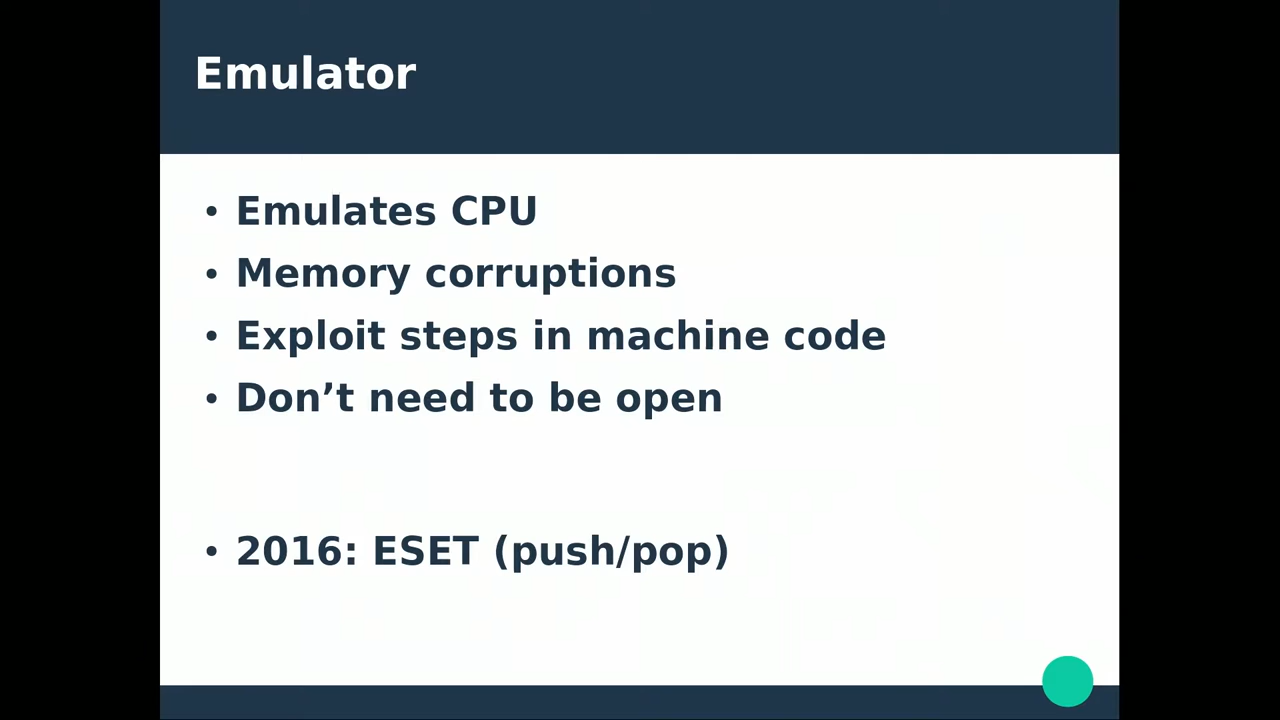 Emulator
• Emulates CPU
• Memory corruptions
• Exploit steps in machine code
• Don’t need to be open
• 2016: ESET (push/pop)